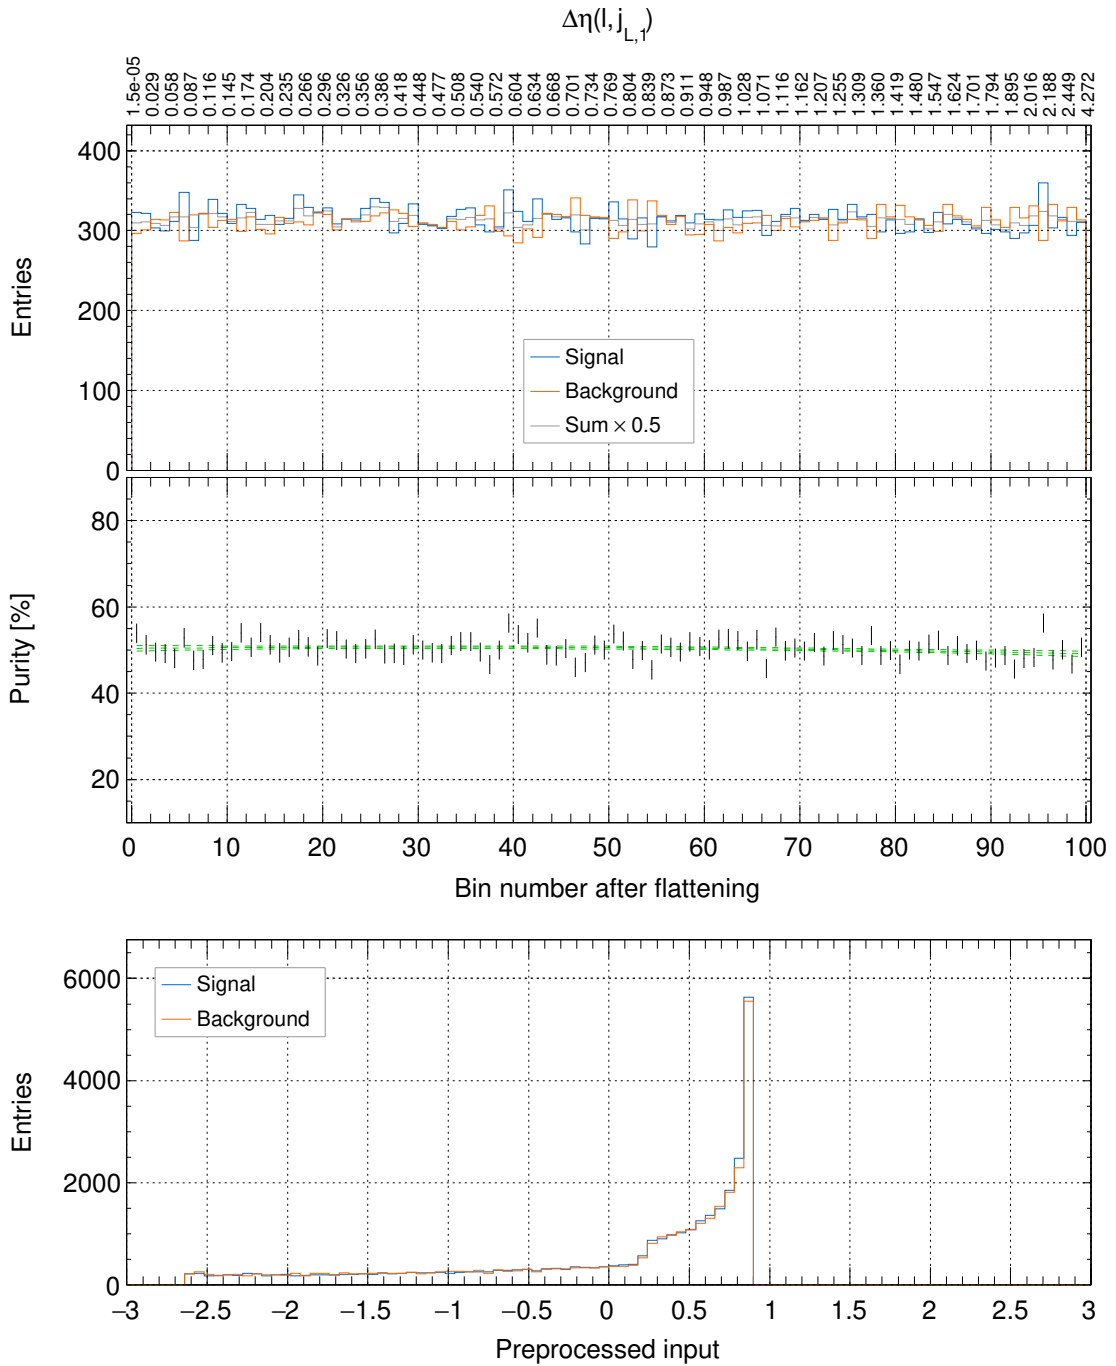 Δη(l, j_L,1)
1.5e-05 0.029 0.058 0.087 0.116 0.145 0.174 0.204 0.235 0.266 0.296 0.326 0.356 0.386 0.418 0.448 0.477 0.508 0.540 0.572 0.604 0.634 0.668 0.701 0.734 0.769 0.804 0.839 0.873 0.911 0.948 0.987 1.028 1.071 1.116 1.162 1.207 1.255 1.309 1.360 1.419 1.480 1.547 1.624 1.701 1.794 1.895 2.016 2.188 2.449 4.272
400
300
200
100
0
Entries
Signal
Background
Sum × 0.5
80
60
40
20
Purity [%]
0 10 20 30 40 50 60 70 80 90 100
Bin number after flattening
6000
4000
2000
0
Entries
Signal
Background
−3 −2.5 −2 −1.5 −1 −0.5 0 0.5 1 1.5 2 2.5 3
Preprocessed input